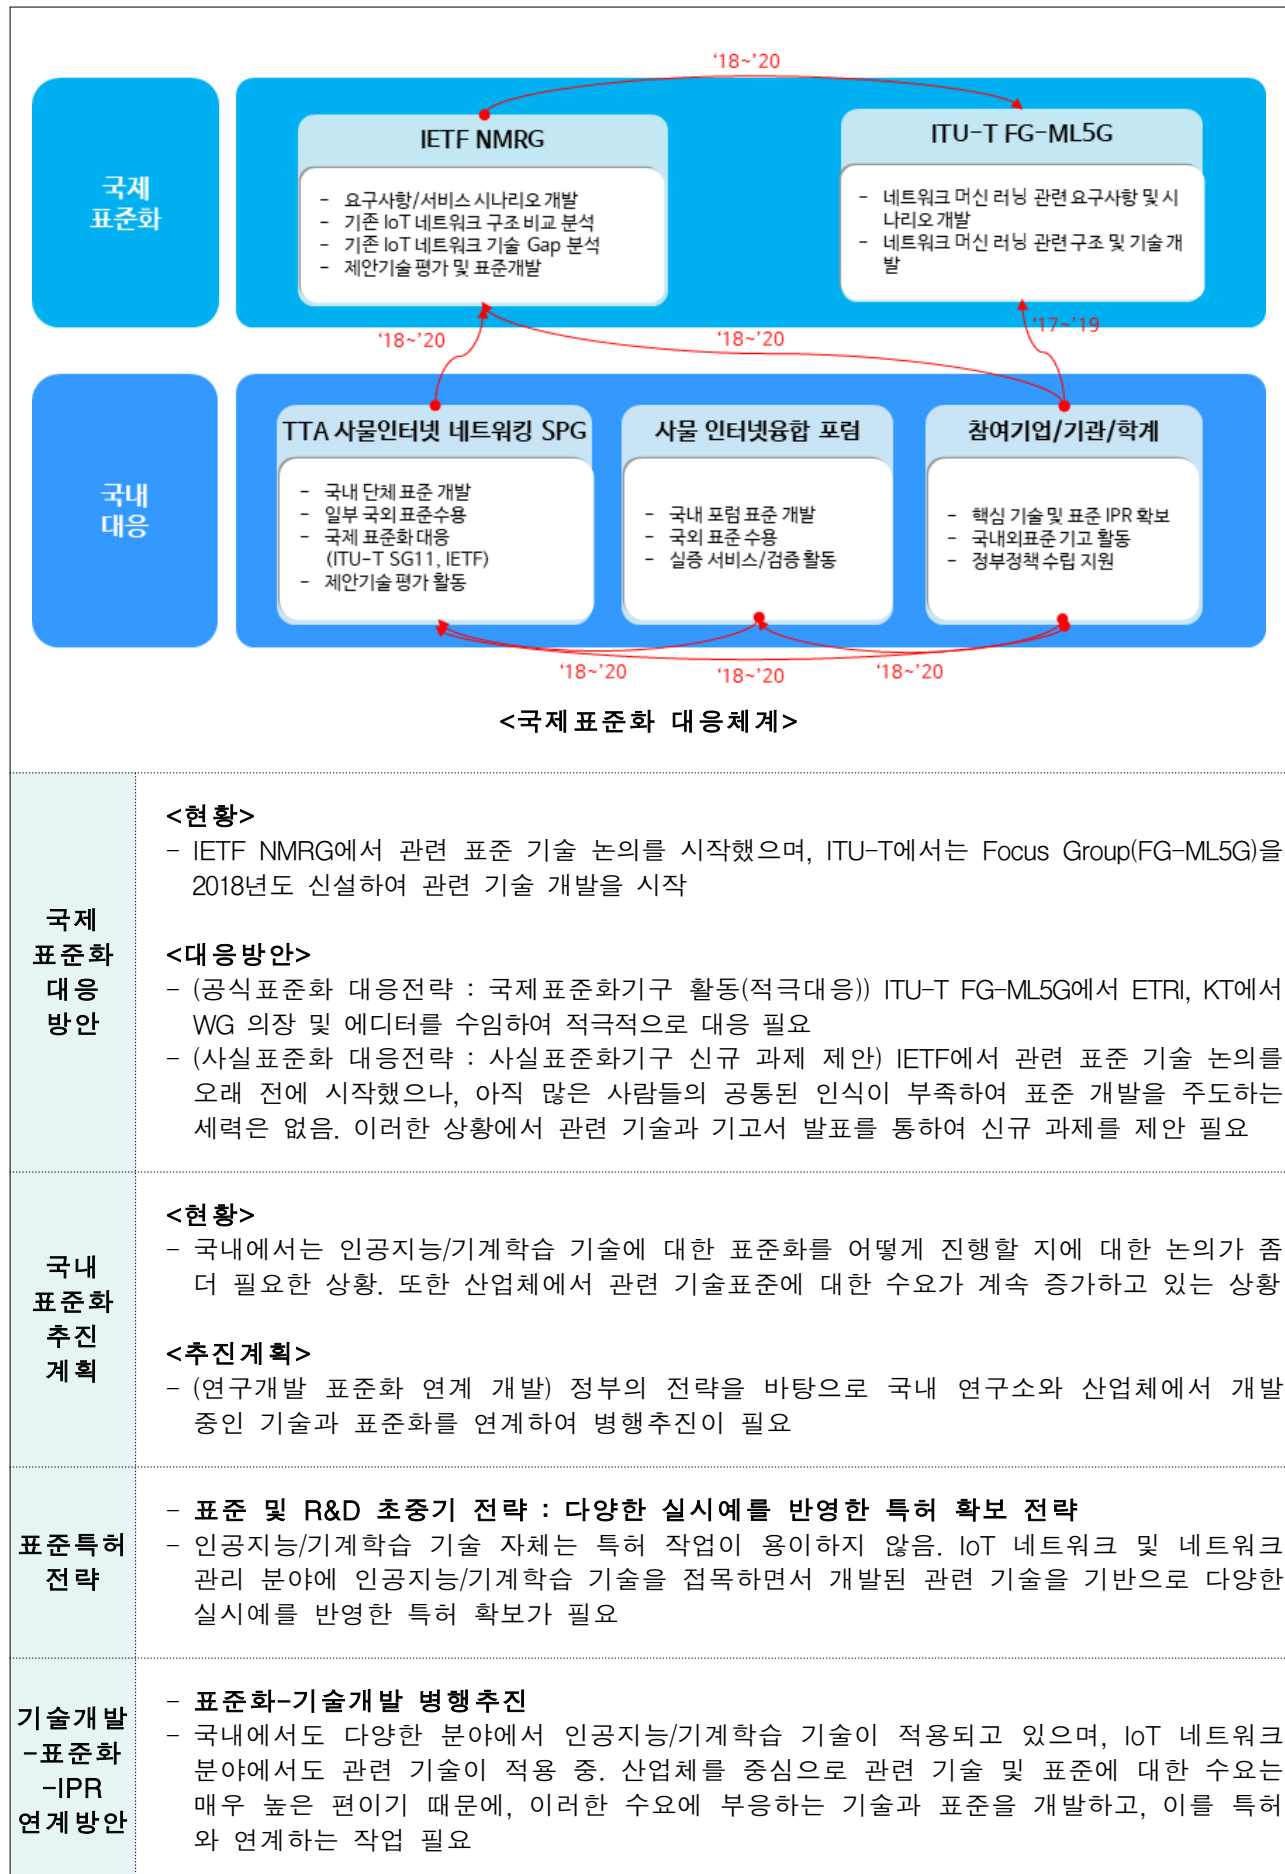 '18~'20
국제
표준화
IETF NMRG
- 요구사항/서비스 시나리오 개발
- 기존 IoT 네트워크 구조 비교 분석
- 기존 IoT 네트워크 기술 Gap 분석
- 제안기술 평가 및 표준개발
ITU-T FG-ML5G
- 네트워크 머신 러닝 관련 요구사항 및 시
나리오 개발
- 네트워크 머신 러닝 관련 구조 및 기술 개
발
'18~'20
'18~'20
'17~'19
국내
대응
TTA 사물인터넷 네트워킹 SPG
- 국내 단체 표준 개발
- 일부 국외 표준수용
- 국제 표준화 대응
(ITU-T SG11, IETF)
- 제안기술 평가 활동
사물 인터넷융합 포럼
- 국내 포럼 표준 개발
- 국외 표준 수용
- 실증 서비스/검증 활동
참여기업/기관/학계
- 핵심 기술 및 표준 IPR 확보
- 국내외표준 기고 활동
- 정부정책 수립 지원
'18~'20
'18~'20
'18~'20
<국제표준화 대응체계>
국제
표준화
대응
방안
<현황>
- IETF NMRG에서 관련 표준 기술 논의를 시작했으며, ITU-T에서는 Focus Group(FG-ML5G)을
2018년도 신설하여 관련 기술 개발을 시작
<대응방안>
- (공식표준화 대응전략 : 국제표준화기구 활동(적극대응)) ITU-T FG-ML5G에서 ETRI, KT에서
WG 의장 및 에디터를 수임하여 적극적으로 대응 필요
- (사실표준화 대응전략 : 사실표준화기구 신규 과제 제안) IETF에서 관련 표준 기술 논의를
오래 전에 시작했으나, 아직 많은 사람들의 공통된 인식이 부족하여 표준 개발을 주도하는
세력은 없음. 이러한 상황에서 관련 기술과 기고서 발표를 통하여 신규 과제를 제안 필요
국내
표준화
추진
계획
<현황>
- 국내에서는 인공지능/기계학습 기술에 대한 표준화를 어떻게 진행할 지에 대한 논의가 좀
더 필요한 상황. 또한 산업체에서 관련 기술표준에 대한 수요가 계속 증가하고 있는 상황
<추진계획>
- (연구개발 표준화 연계 개발) 정부의 전략을 바탕으로 국내 연구소와 산업체에서 개발
중인 기술과 표준화를 연계하여 병행추진이 필요
표준특허
전략
- 표준 및 R&D 초중기 전략 : 다양한 실시예를 반영한 특허 확보 전략
- 인공지능/기계학습 기술 자체는 특허 작업이 용이하지 않음. IoT 네트워크 및 네트워크
관리 분야에 인공지능/기계학습 기술을 접목하면서 개발된 관련 기술을 기반으로 다양한
실시예를 반영한 특허 확보가 필요
기술개발
-표준화
-IPR
연계방안
- 표준화-기술개발 병행추진
- 국내에서도 다양한 분야에서 인공지능/기계학습 기술이 적용되고 있으며, IoT 네트워크
분야에서도 관련 기술이 적용 중. 산업체를 중심으로 관련 기술 및 표준에 대한 수요는
매우 높은 편이기 때문에, 이러한 수요에 부응하는 기술과 표준을 개발하고, 이를 특허
와 연계하는 작업 필요